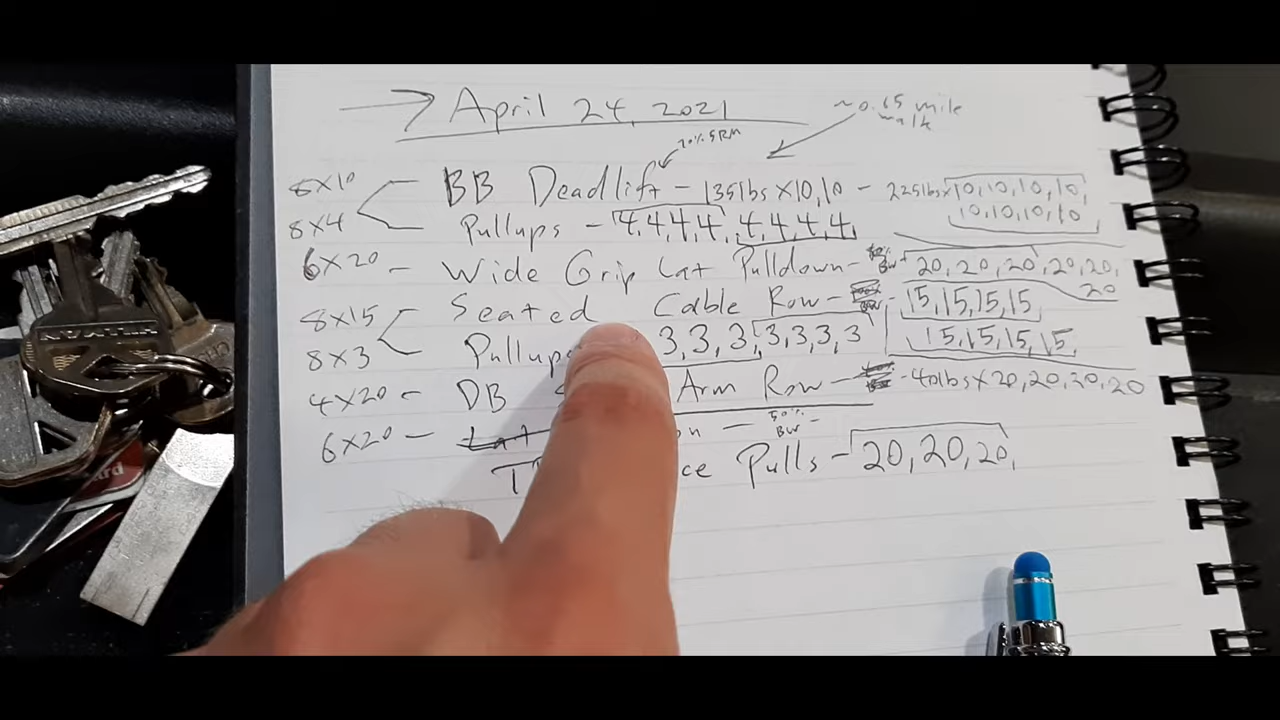 → April 24, 2021
~0.65 mile walk
70% 5RM
6x10 BB Deadlift - 135lbs x 10,10 - 225lbs x 10,10,10,10,
10,10,10,10
8x4 Pullups - 4,4,4,4, 4,4,4,4
6x20 - Wide Grip Lat Pulldown - BW 20,20,20,20,20,
20
8x15 Seated Cable Row - BW - 15,15,15,15
15,15,15,15,
8x3 Pullups 3,3,3,3,3,3,3
4x20 - DB Arm Row - 40lbs x 20,20,20,20
6x20 - Lat - 50% BW -
Pulls - 20,20,20,